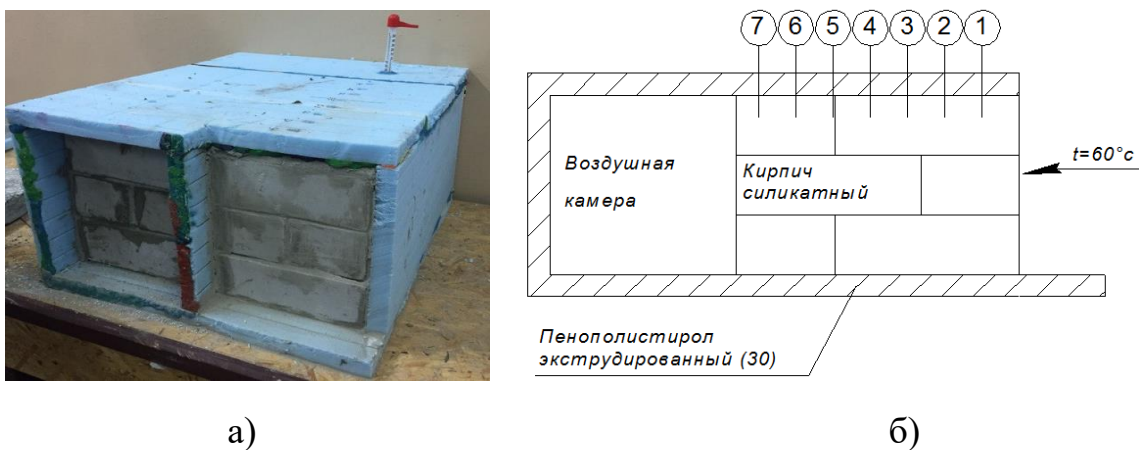 7 6 5 4 3 2 1
Воздушная
камера
Кирпич
силикатный
t=60°c
Пенополистирол
экструдированный (30)
а) б)